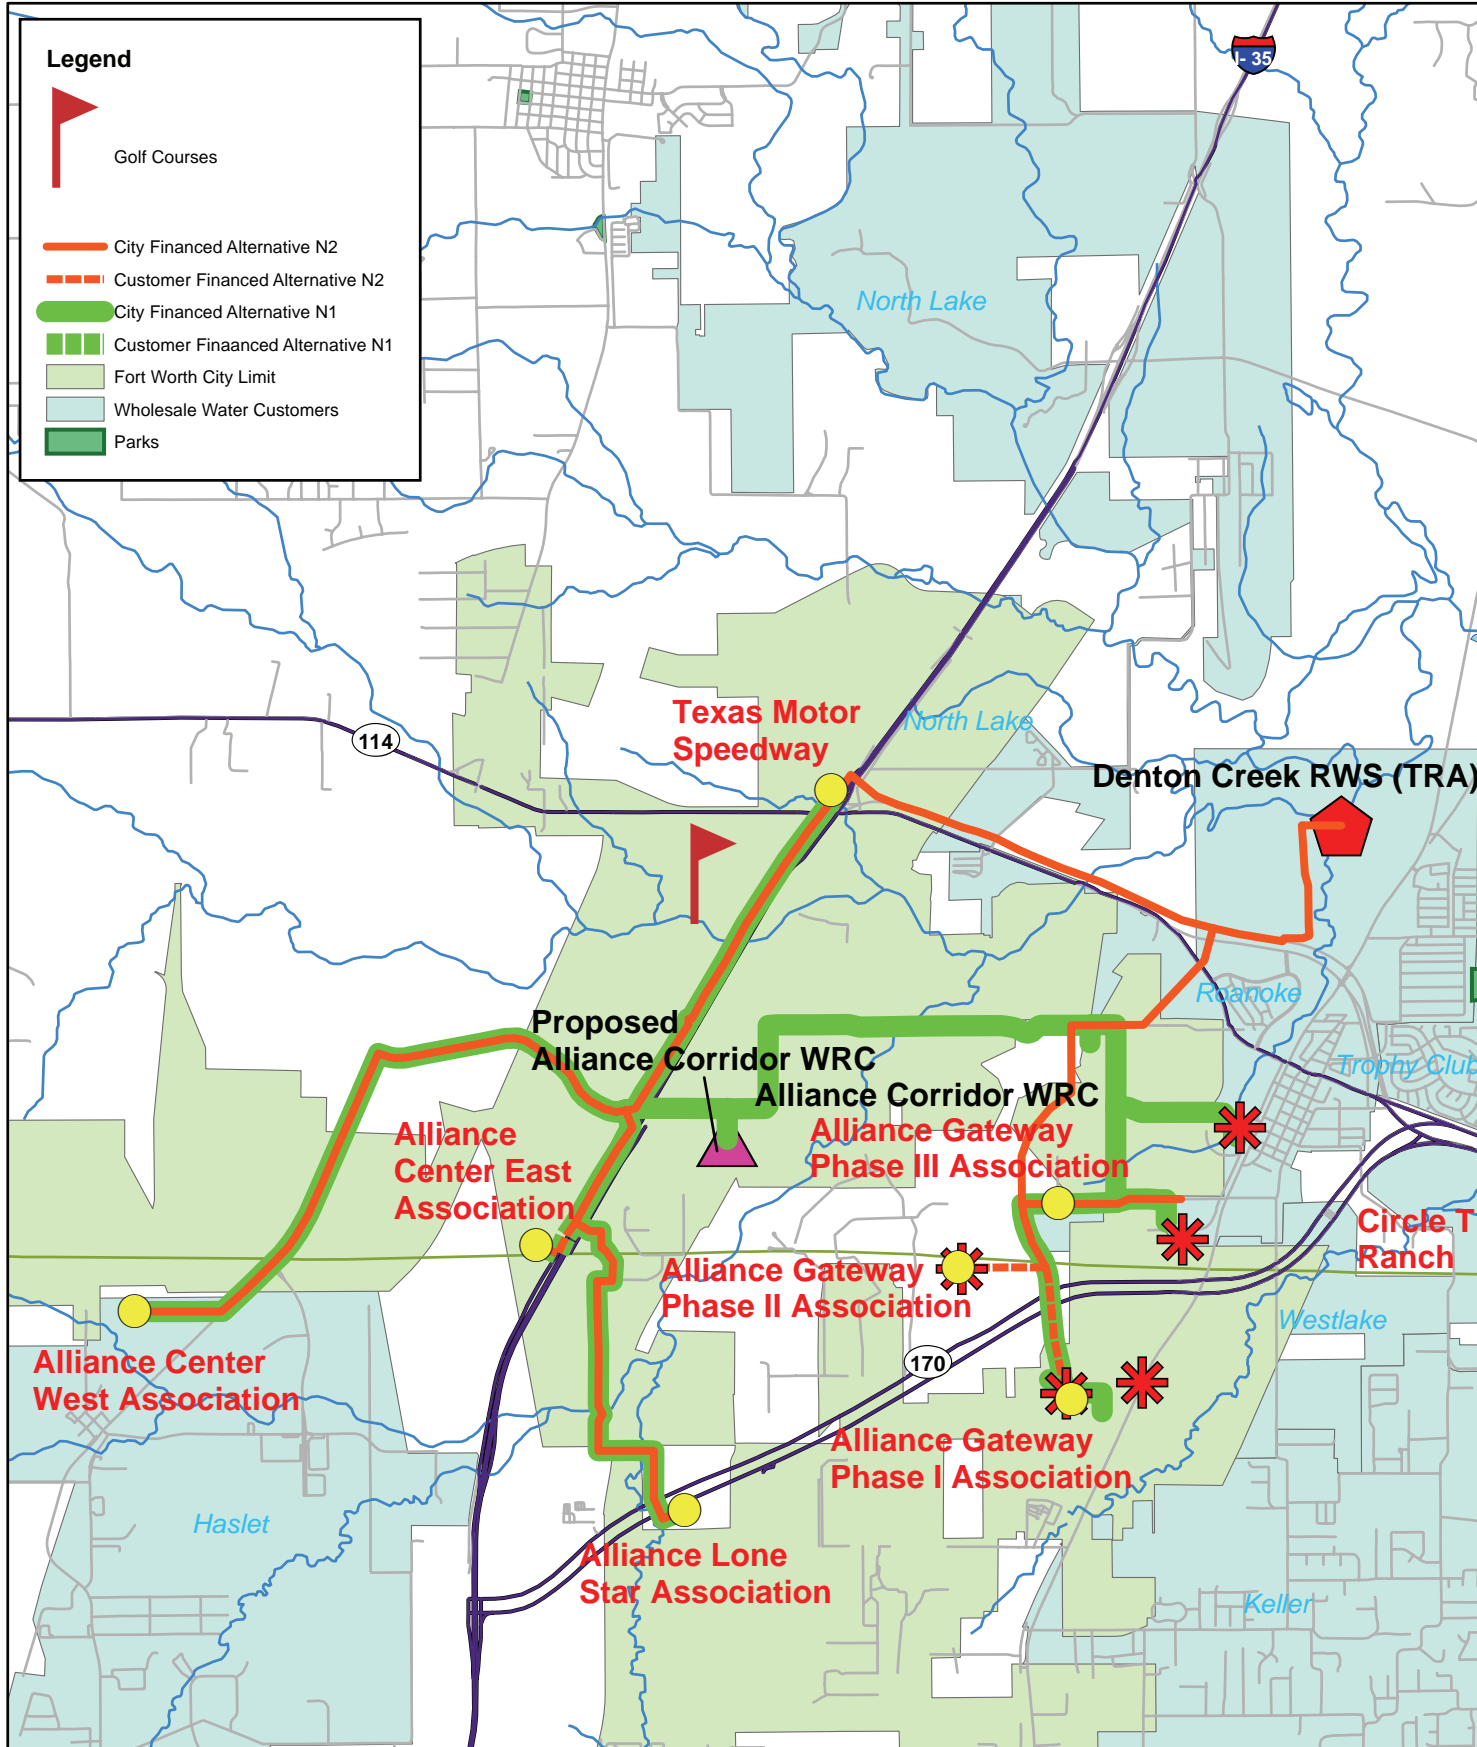 Legend
Golf Courses
City Financed Alternative N2
Customer Financed Alternative N2
City Financed Alternative N1
Customer Finaanced Alternative N1
Fort Worth City Limit
Wholesale Water Customers
Parks
I- 35
North Lake
Texas Motor
Speedway
North Lake
114
Denton Creek RWS (TRA)
Roanoke
Proposed
Alliance Corridor WRC
Trophy Club
Alliance Corridor WRC
Alliance
Center East
Association
Alliance Gateway
Phase III Association
Circle T
Ranch
Alliance Gateway
Phase II Association
Westlake
Alliance Center
West Association
170
Alliance Gateway
Phase I Association
Haslet
Alliance Lone
Star Association
Keller